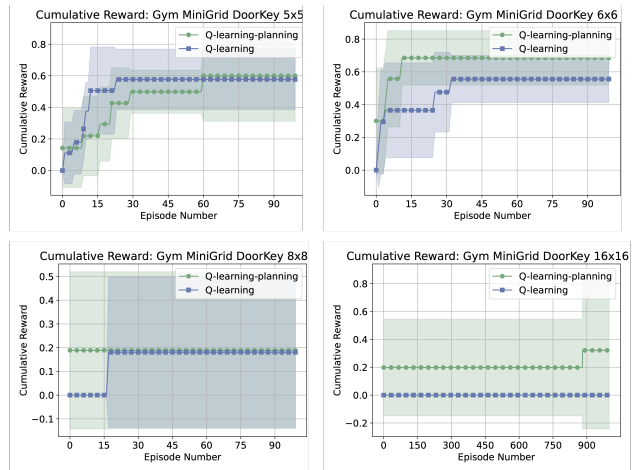 Cumulative Reward: Gym MiniGrid DoorKey 5x5
Q-learning-planning
Q-learning
0.8
0.6
0.4
0.2
0.0
Cumulative Reward
0 15 30 45 60 75 90
Episode Number
Cumulative Reward: Gym MiniGrid DoorKey 6x6
Q-learning-planning
Q-learning
0.8
0.6
0.4
0.2
0.0
Cumulative Reward
0 15 30 45 60 75 90
Episode Number
Cumulative Reward: Gym MiniGrid DoorKey 8x8
Q-learning-planning
Q-learning
0.5
0.4
0.3
0.2
0.1
0.0
−0.1
Cumulative Reward
0 15 30 45 60 75 90
Episode Number
Cumulative Reward: Gym MiniGrid DoorKey 16x16
Q-learning-planning
Q-learning
0.8
0.6
0.4
0.2
0.0
−0.2
Cumulative Reward
0 150 300 450 600 750 900
Episode Number